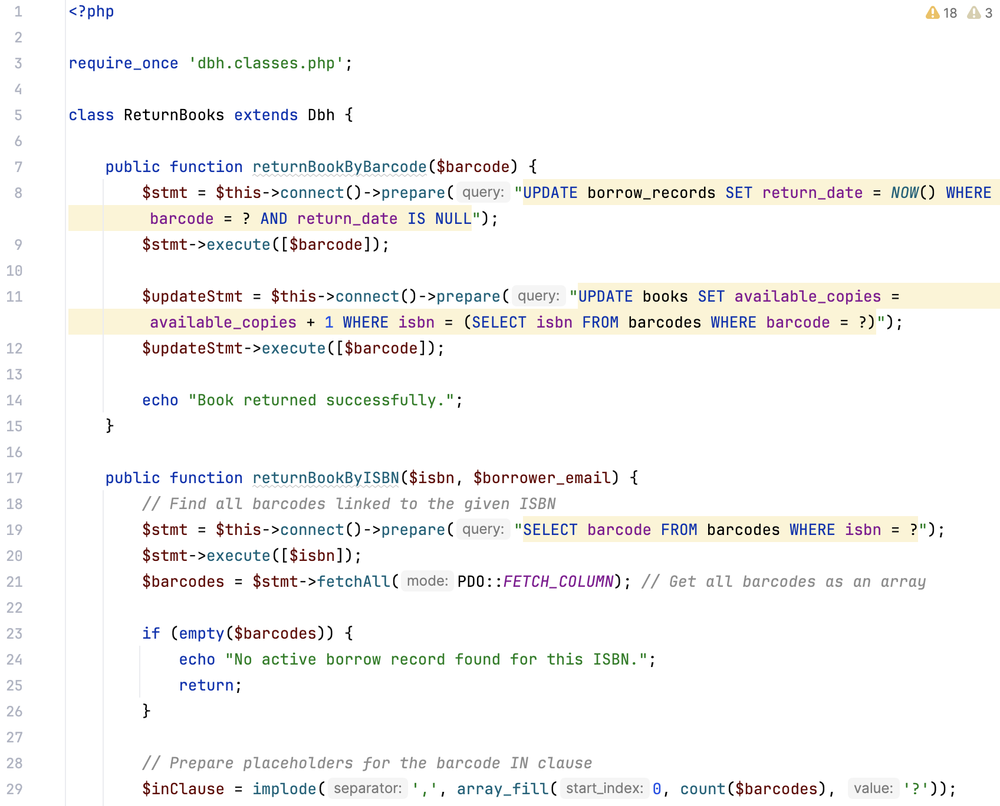 1 <?php
⚠ 18 ⚠ 3
2
3 require_once 'dbh.classes.php';
4
5 class ReturnBooks extends Dbh {
6
7     public function returnBookByBarcode($barcode) {
8         $stmt = $this->connect()->prepare( query: "UPDATE borrow_records SET return_date = NOW() WHERE
         barcode = ? AND return_date IS NULL");
9         $stmt->execute([$barcode]);
10
11         $updateStmt = $this->connect()->prepare( query: "UPDATE books SET available_copies =
         available_copies + 1 WHERE isbn = (SELECT isbn FROM barcodes WHERE barcode = ?)");
12         $updateStmt->execute([$barcode]);
13
14         echo "Book returned successfully.";
15     }
16
17     public function returnBookByISBN($isbn, $borrower_email) {
18         // Find all barcodes linked to the given ISBN
19         $stmt = $this->connect()->prepare( query: "SELECT barcode FROM barcodes WHERE isbn = ?");
20         $stmt->execute([$isbn]);
21         $barcodes = $stmt->fetchAll( mode: PDO::FETCH_COLUMN); // Get all barcodes as an array
22
23         if (empty($barcodes)) {
24             echo "No active borrow record found for this ISBN.";
25             return;
26         }
27
28         // Prepare placeholders for the barcode IN clause
29         $inClause = implode( separator: ',', array_fill( start_index: 0, count($barcodes), value: '?'));